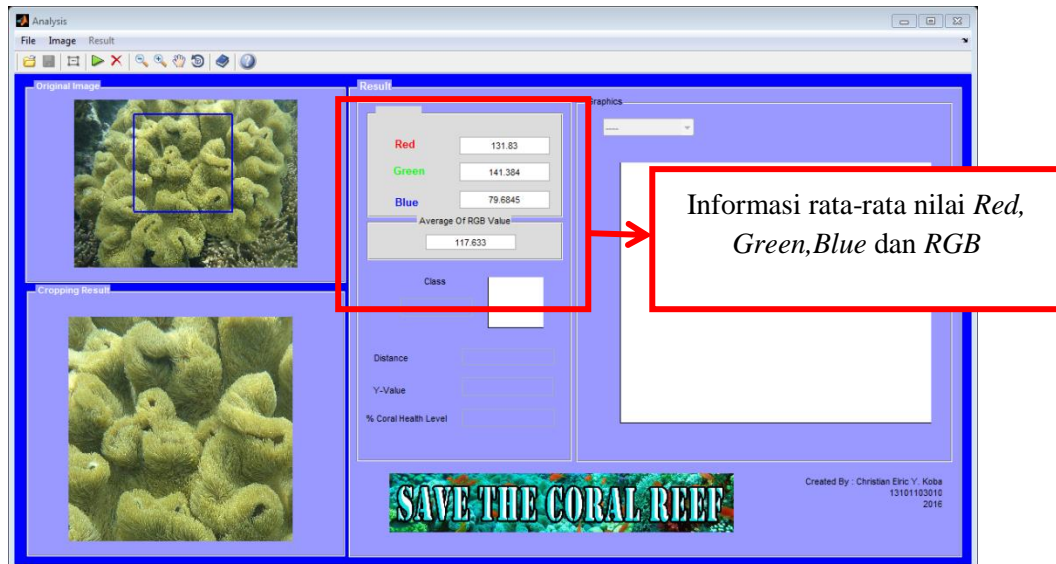 Analysis
File Image Result
Original Image
Cropping Result
Result
Red 131.83
Green 141.384
Blue 79.6845
Average Of RGB Value
117.633
Class
Distance
Y-Value
% Coral Health Level
Graphics
----
Informasi rata-rata nilai Red,
Green,Blue dan RGB
SAVE THE CORAL REEF
Created By : Christian Elric Y. Koba
13101103010
2016